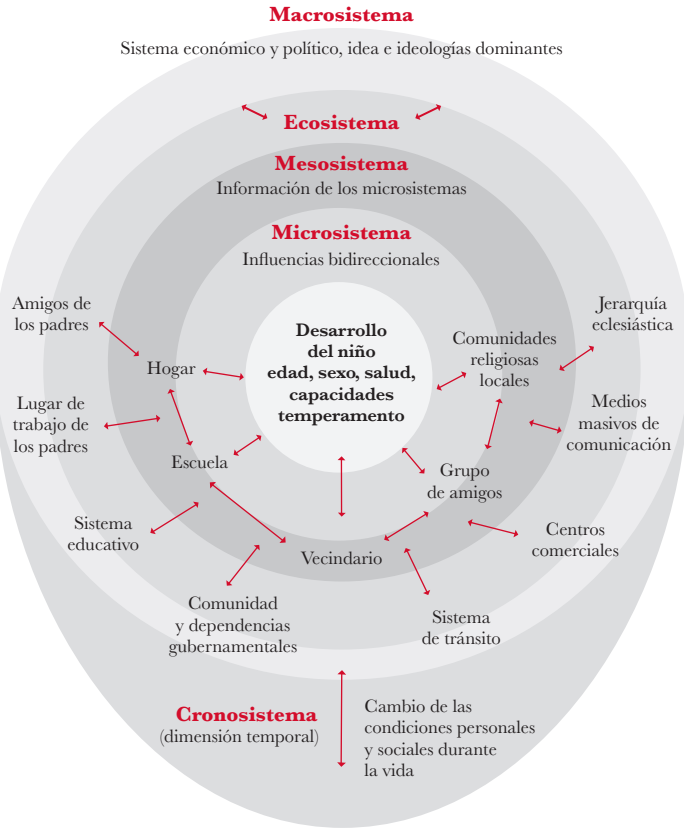 Macrosistema
Sistema económico y político, idea e ideologías dominantes
Ecosistema
Mesosistema
Información de los microsistemas
Microsistema
Influencias bidireccionales
Desarrollo
del niño
edad, sexo, salud,
capacidades
temperamento
Amigos de
los padres
Hogar
Lugar de
trabajo de
los padres
Escuela
Sistema
educativo
Comunidad
y dependencias
gubernamentales
Vecindario
Comunidades
religiosas
locales
Jerarquía
eclesiástica
Medios
masivos de
comunicación
Grupo
de amigos
Centros
comerciales
Sistema
de tránsito
Cronosistema
(dimensión temporal)
Cambio de las
condiciones personales
y sociales durante
la vida